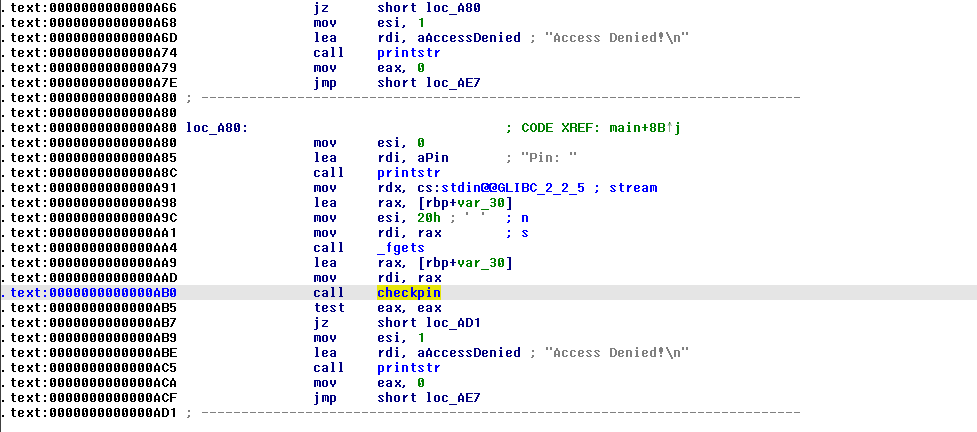 .text:0000000000000A66 jz short loc_A80
.text:0000000000000A68 mov esi, 1
.text:0000000000000A6D lea rdi, aAccessDenied ; "Access Denied!\n"
.text:0000000000000A74 call printstr
.text:0000000000000A79 mov eax, 0
.text:0000000000000A7E jmp short loc_AE7
.text:0000000000000A80 ; ---------------------------------------------------------------------------
.text:0000000000000A80
.text:0000000000000A80 loc_A80: ; CODE XREF: main+8B↑j
.text:0000000000000A80 mov esi, 0
.text:0000000000000A85 lea rdi, aPin ; "Pin: "
.text:0000000000000A8C call printstr
.text:0000000000000A91 mov rdx, cs:stdin@@GLIBC_2_2_5 ; stream
.text:0000000000000A98 lea rax, [rbp+var_30]
.text:0000000000000A9C mov esi, 20h ; ' ' ; n
.text:0000000000000AA1 mov rdi, rax ; s
.text:0000000000000AA4 call _fgets
.text:0000000000000AA9 lea rax, [rbp+var_30]
.text:0000000000000AAD mov rdi, rax
.text:0000000000000AB0 call checkpin
.text:0000000000000AB5 test eax, eax
.text:0000000000000AB7 jz short loc_AD1
.text:0000000000000AB9 mov esi, 1
.text:0000000000000ABE lea rdi, aAccessDenied ; "Access Denied!\n"
.text:0000000000000AC5 call printstr
.text:0000000000000ACA mov eax, 0
.text:0000000000000ACF jmp short loc_AE7
.text:0000000000000AD1 ; ---------------------------------------------------------------------------